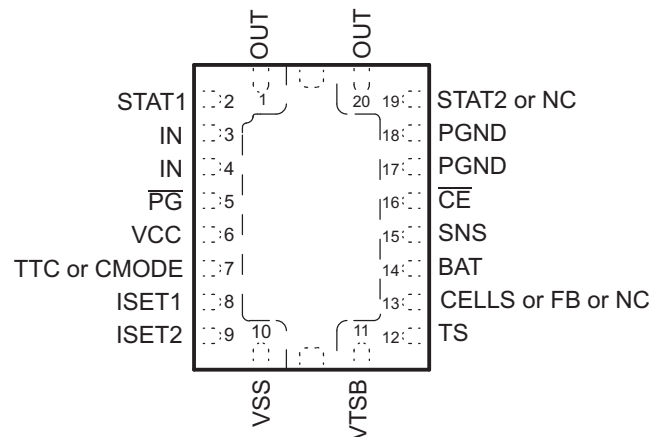 OUT
OUT
STAT1 2 1 20 19 STAT2 or NC
IN 3 18 PGND
IN 4 17 PGND
PG 5 16 CE
VCC 6 15 SNS
TTC or CMODE 7 14 BAT
ISET1 8 13 CELLS or FB or NC
ISET2 9 10 11 12 TS
VSS
VTSB